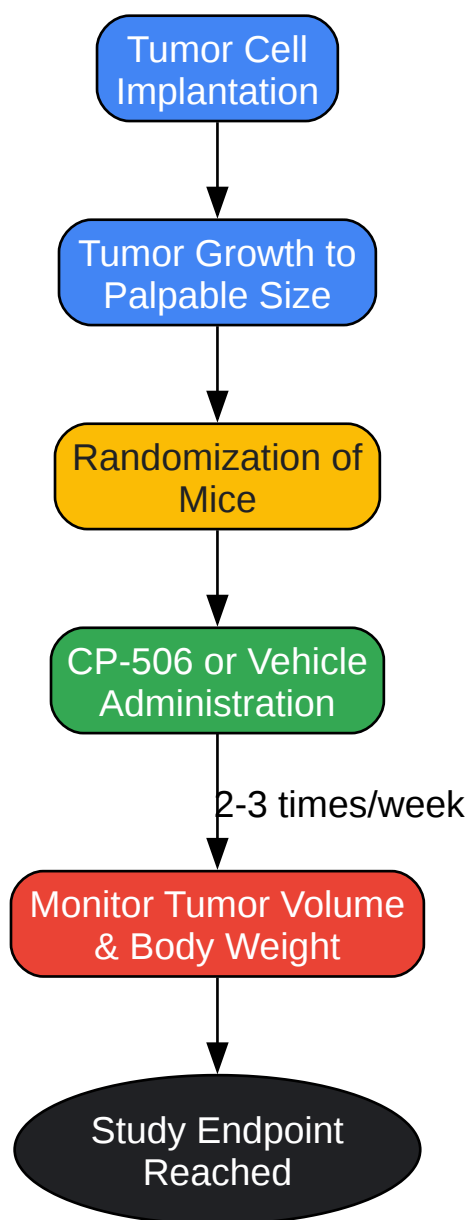 Tumor Cell
Implantation
Tumor Growth to
Palpable Size
Randomization of
Mice
CP-506 or Vehicle
Administration
2-3 times/week
Monitor Tumor Volume
& Body Weight
Study Endpoint
Reached